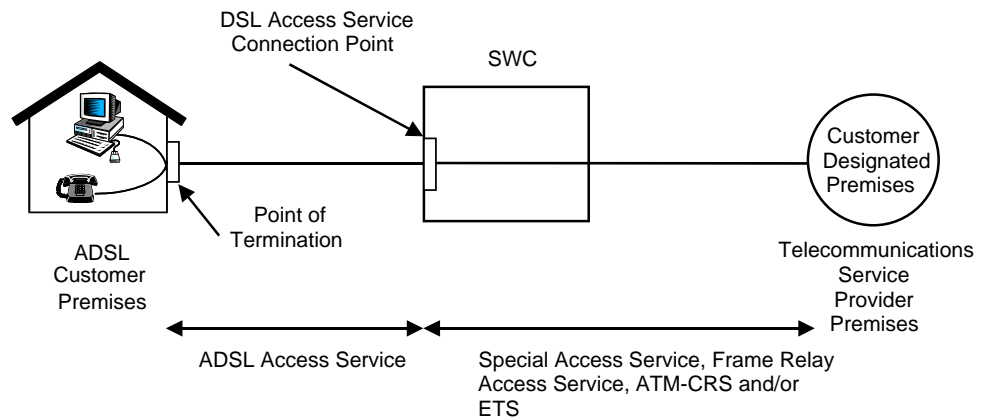 DSL Access Service
Connection Point
SWC
Customer
Designated
Premises
Point of
Termination
ADSL
Customer
Premises
Telecommunications
Service
Provider
Premises
ADSL Access Service
Special Access Service, Frame Relay
Access Service, ATM-CRS and/or
ETS